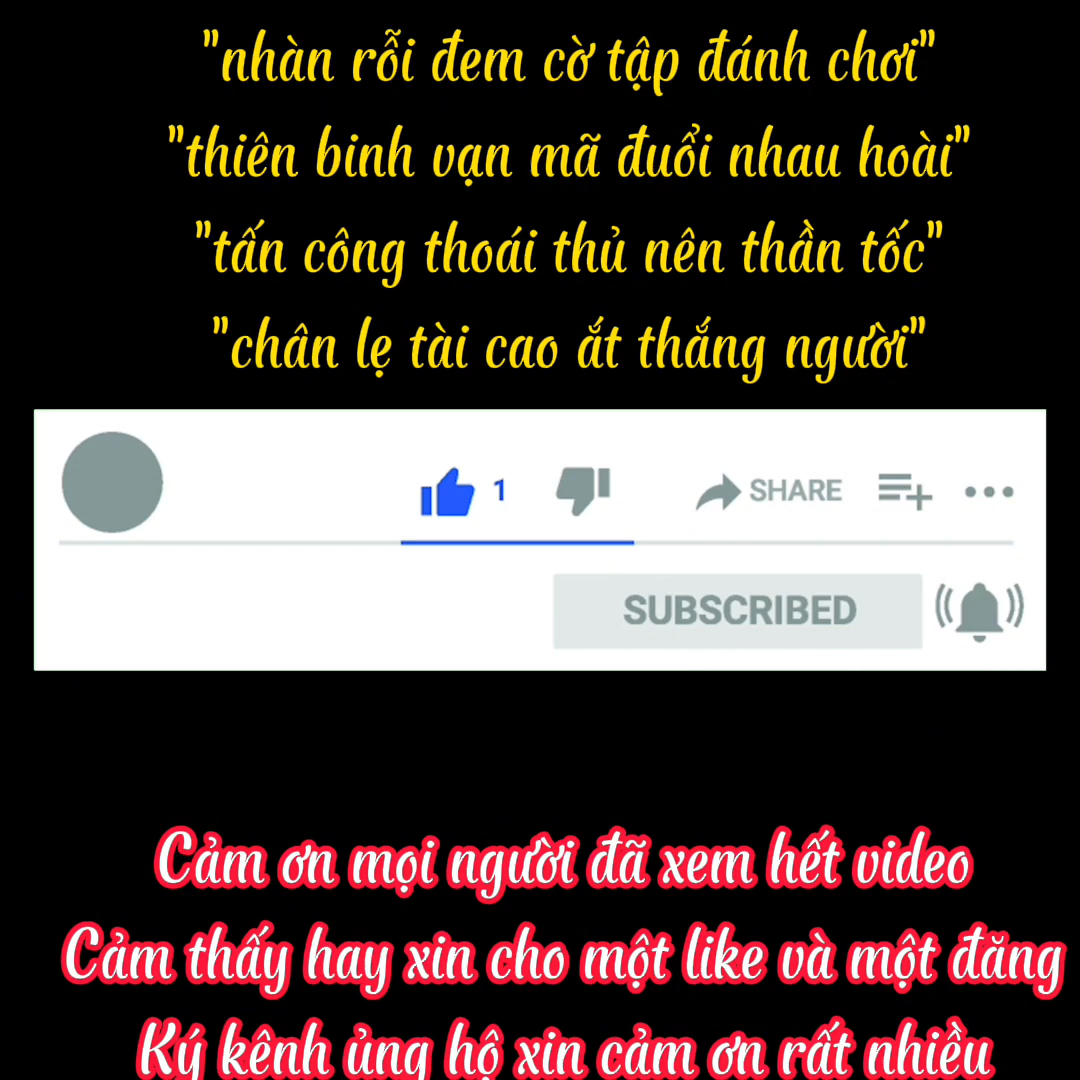 "nhàn rỗi đem cờ tập đánh chơi"
"thiên binh vạn mã đuổi nhau hoài"
"tấn công thoái thủ nên thần tốc"
"chân lẹ tài cao ắt thắng người"
1
SHARE
SUBSCRIBED
Cảm ơn mọi người đã xem hết video
Cảm thấy hay xin cho một like và một đăng
Ký kênh ủng hộ xin cảm ơn rất nhiều